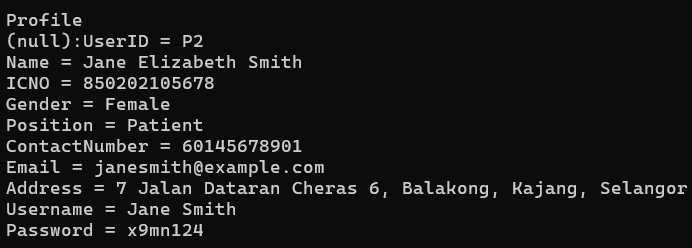 Profile
(null):UserID = P2
Name = Jane Elizabeth Smith
ICNO = 850202105678
Gender = Female
Position = Patient
ContactNumber = 60145678901
Email = janesmith@example.com
Address = 7 Jalan Dataran Cheras 6, Balakong, Kajang, Selangor
Username = Jane Smith
Password = x9mn124